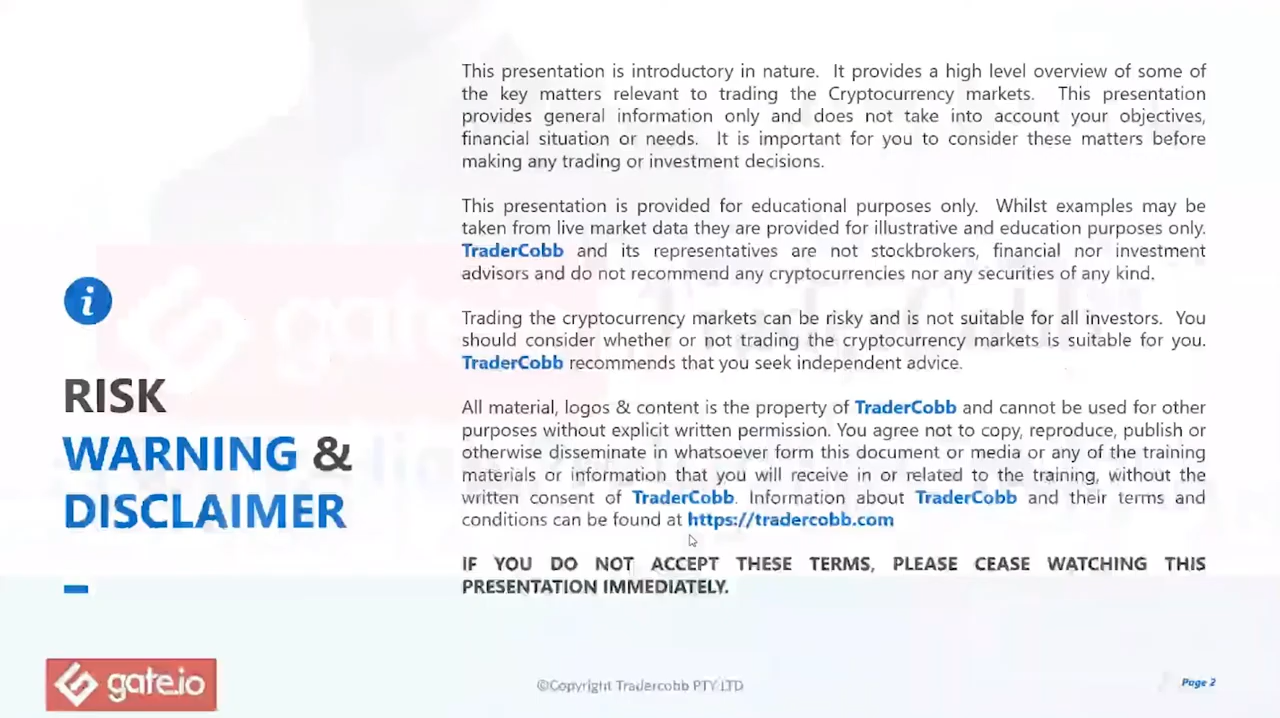 RISK
WARNING &
DISCLAIMER
This presentation is introductory in nature. It provides a high level overview of some of
the key matters relevant to trading the Cryptocurrency markets. This presentation
provides general information only and does not take into account your objectives,
financial situation or needs. It is important for you to consider these matters before
making any trading or investment decisions.
This presentation is provided for educational purposes only. Whilst examples may be
taken from live market data they are provided for illustrative and education purposes only.
TraderCobb and its representatives are not stockbrokers, financial nor investment
advisors and do not recommend any cryptocurrencies nor any securities of any kind.
Trading the cryptocurrency markets can be risky and is not suitable for all investors. You
should consider whether or not trading the cryptocurrency markets is suitable for you.
TraderCobb recommends that you seek independent advice.
All material, logos & content is the property of TraderCobb and cannot be used for other
purposes without explicit written permission. You agree not to copy, reproduce, publish or
otherwise disseminate in whatsoever form this document or media or any of the training
materials or information that you will receive in or related to the training, without the
written consent of TraderCobb. Information about TraderCobb and their terms and
conditions can be found at https://tradercobb.com
IF YOU DO NOT ACCEPT THESE TERMS, PLEASE CEASE WATCHING THIS
PRESENTATION IMMEDIATELY.
gate.io
©Copyright Tradercobb PTY LTD
Page 2